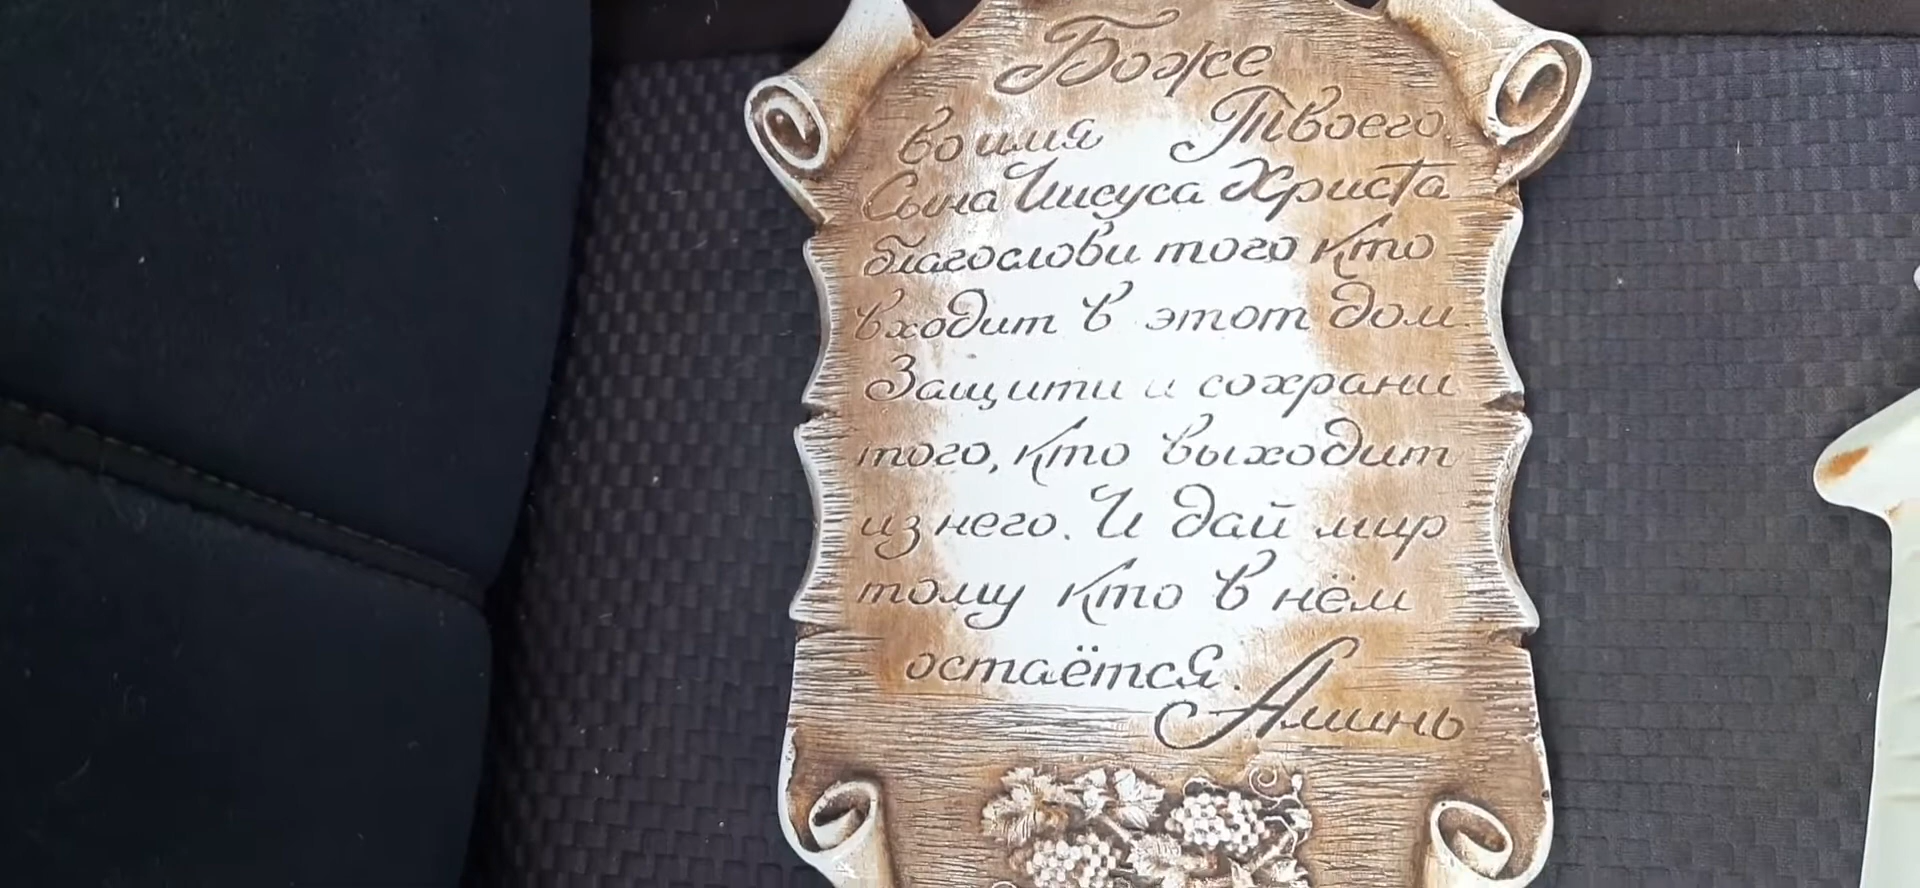 Боже
во имя Твоего
Сына Иисуса Христа
благослови того кто
входит в этот дом.
Защити и сохрани
того, кто выходит
из него. И дай мир
тому кто в нём
остаётся.
Аминь